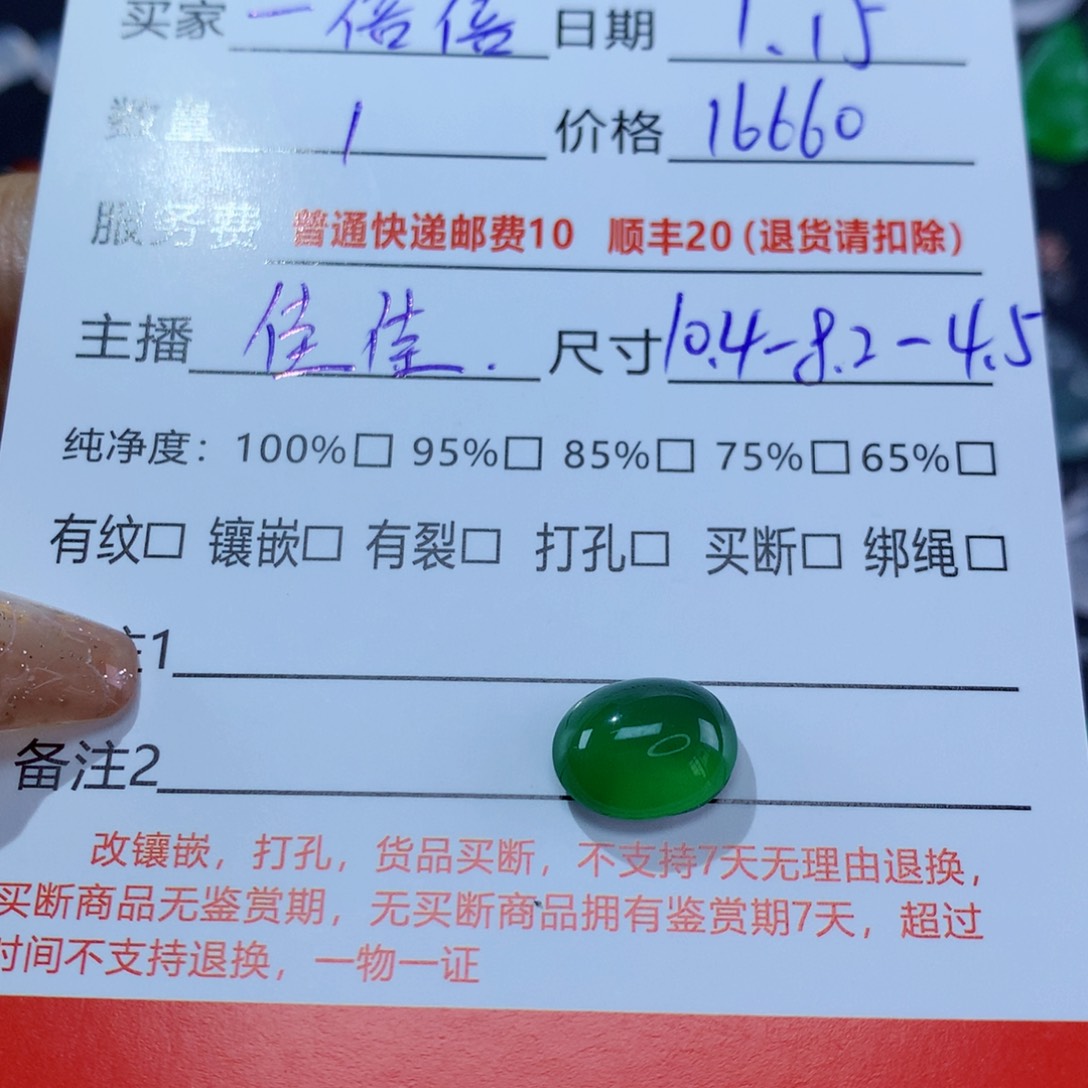 买家 一倍倍 日期 1.15
数量 1 价格 16660
服务费 普通快递邮费10 顺丰20(退货请扣除)
主播 佳佳. 尺寸 10.4-8.2-4.5
纯净度：100%□ 95%□ 85%□ 75%□ 65%□
有纹□ 镶嵌□ 有裂□ 打孔□ 买断□ 绑绳□
注1
备注2
改镶嵌，打孔，货品买断，不支持7天无理由退换，
买断商品无鉴赏期，无买断商品拥有鉴赏期7天，超过
时间不支持退换，一物一证